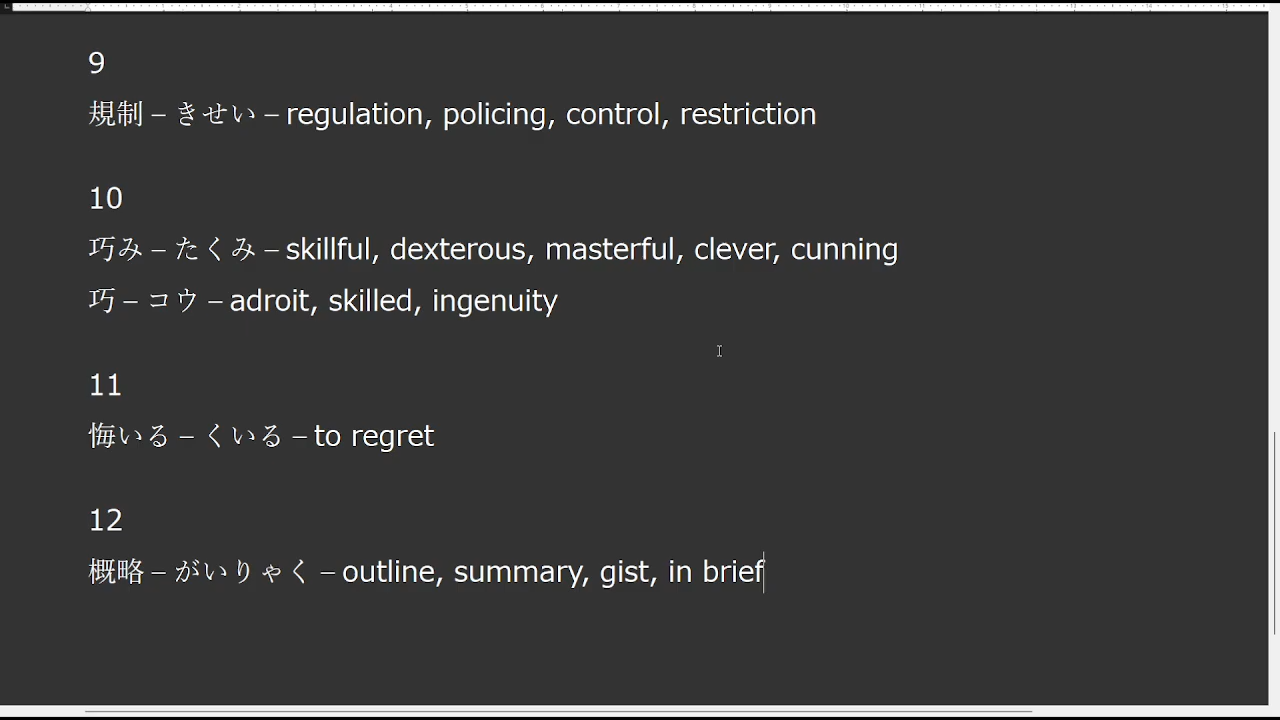 9
規制 – きせい – regulation, policing, control, restriction
10
巧み – たくみ – skillful, dexterous, masterful, clever, cunning
巧 – コウ – adroit, skilled, ingenuity
11
悔いる – くいる – to regret
12
概略 – がいりゃく – outline, summary, gist, in brief